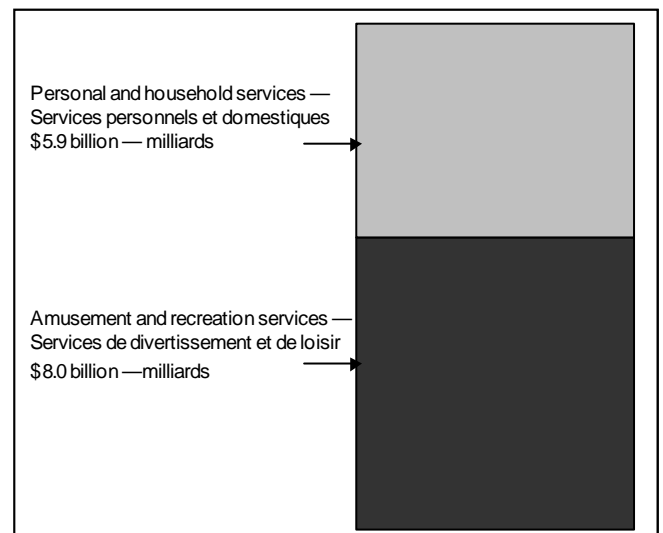 Personal and household services —
Services personnels et domestiques
$5.9 billion — milliards
Amusement and recreation services —
Services de divertissement et de loisir
$8.0 billion —milliards